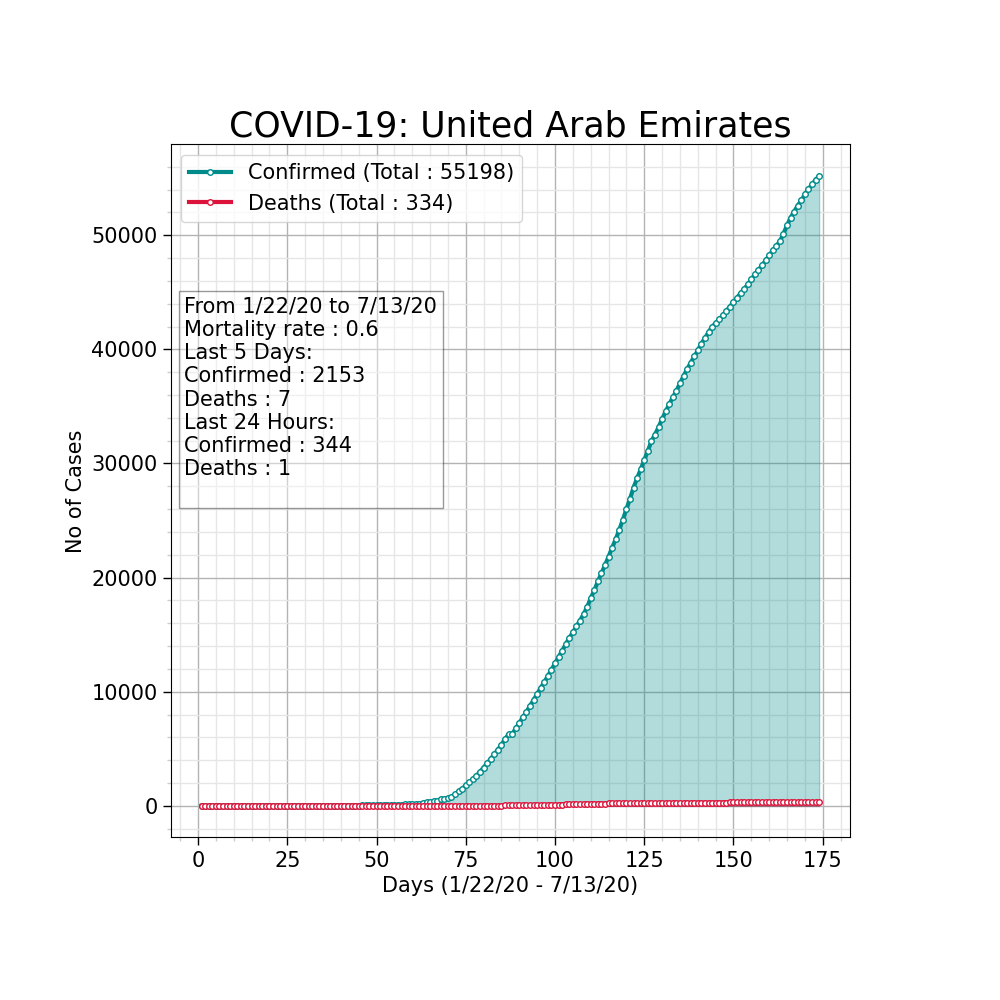 COVID-19: United Arab Emirates
Confirmed (Total : 55198)
Deaths (Total : 334)
From 1/22/20 to 7/13/20
Mortality rate : 0.6
Last 5 Days:
Confirmed : 2153
Deaths : 7
Last 24 Hours:
Confirmed : 344
Deaths : 1
No of Cases
50000
40000
30000
20000
10000
0
0 25 50 75 100 125 150 175
Days (1/22/20 - 7/13/20)